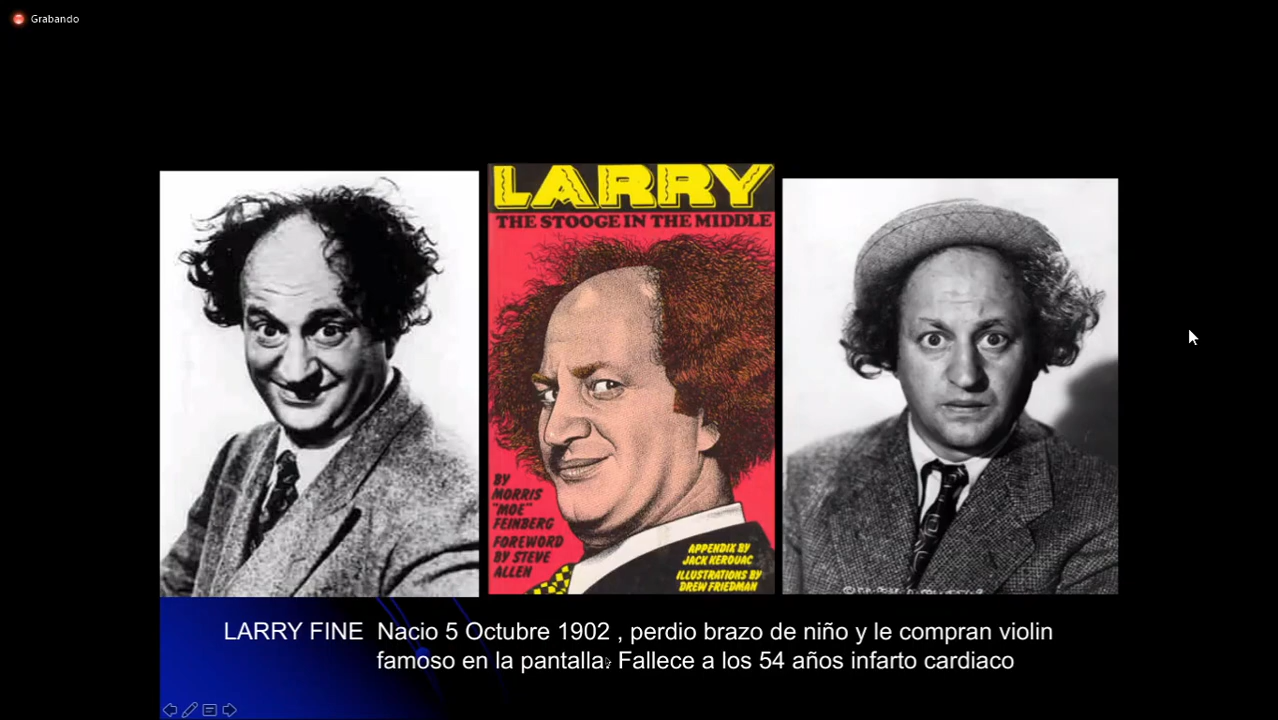 Grabando
LARRY
THE STOOGE IN THE MIDDLE
BY
MORRIS
"MOE"
FEINBERG
FOREWORD
BY STEVE
ALLEN
APPENDIX BY
JACK KEROUAC
ILLUSTRATIONS BY
DREW FRIEDMAN
LARRY FINE Nacio 5 Octubre 1902 , perdio brazo de niño y le compran violin
famoso en la pantalla. Fallece a los 54 años infarto cardiaco